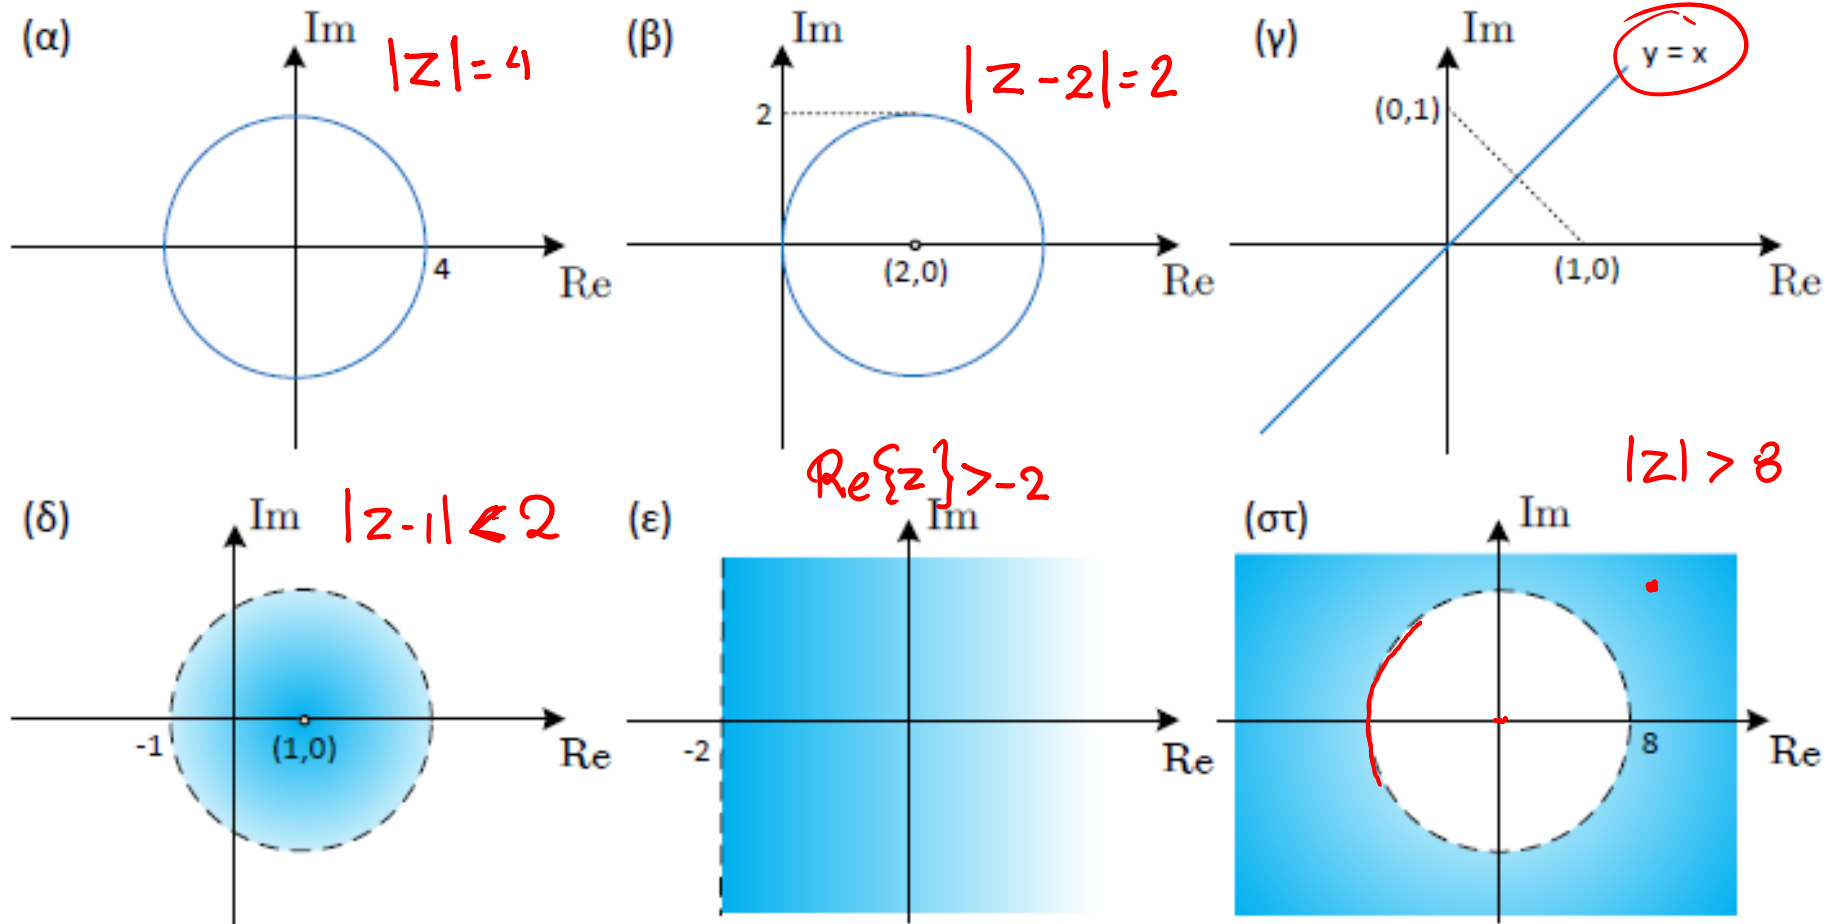 (α)
Im
|z|=4
4
Re
(β)
Im
|z-2|=2
2
(2,0)
Re
(γ)
Im
y = x
(0,1)
(1,0)
Re
(δ)
Im
|z-1|<2
-1
(1,0)
Re
(ε)
Re{z}>-2
Im
-2
Re
(στ)
Im
|z|>8
8
Re